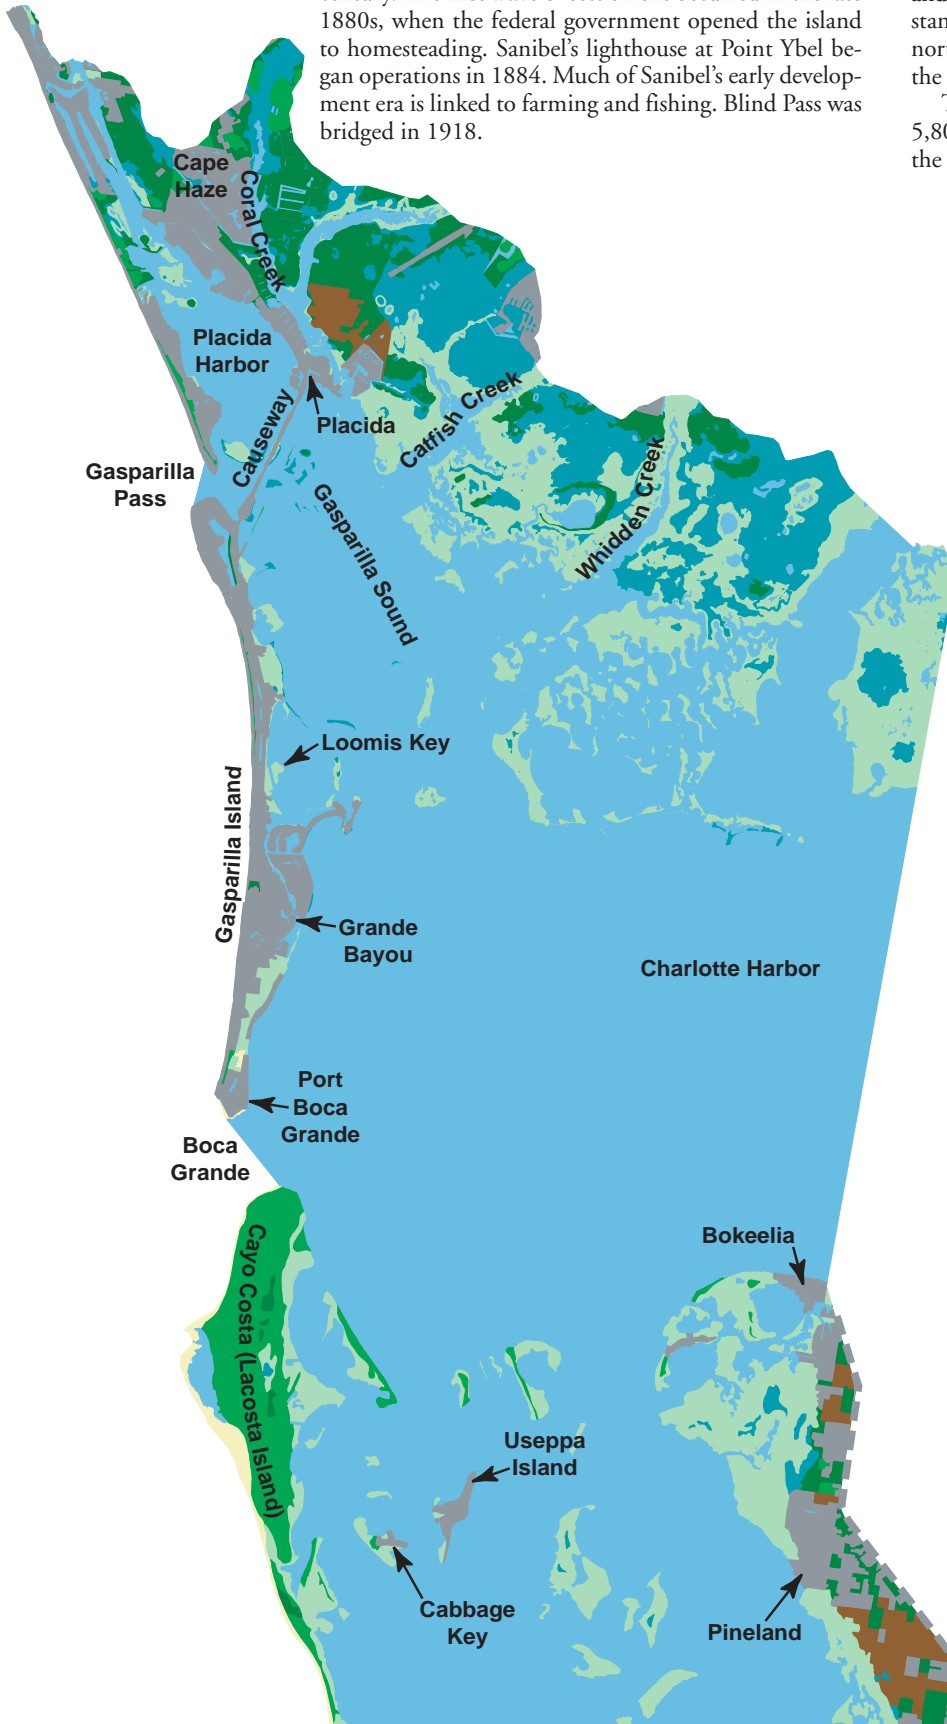 1880s, when the federal government opened the island
to homesteading. Sanibel's lighthouse at Point Ybel be-
gan operations in 1884. Much of Sanibel's early develop-
ment era is linked to farming and fishing. Blind Pass was
bridged in 1918.
the
5,80
the
Cape
Haze
Coral Creek
Placida
Harbor
Causeway
Placida
Catfish Creek
Gasparilla
Pass
Whidden Creek
Gasparilla Sound
Loomis Key
Gasparilla Island
Grande
Bayou
Charlotte Harbor
Port
Boca
Grande
Boca
Grande
Bokeelia
Cayo Costa (Lacosta Island)
Useppa
Island
Cabbage
Key
Pineland